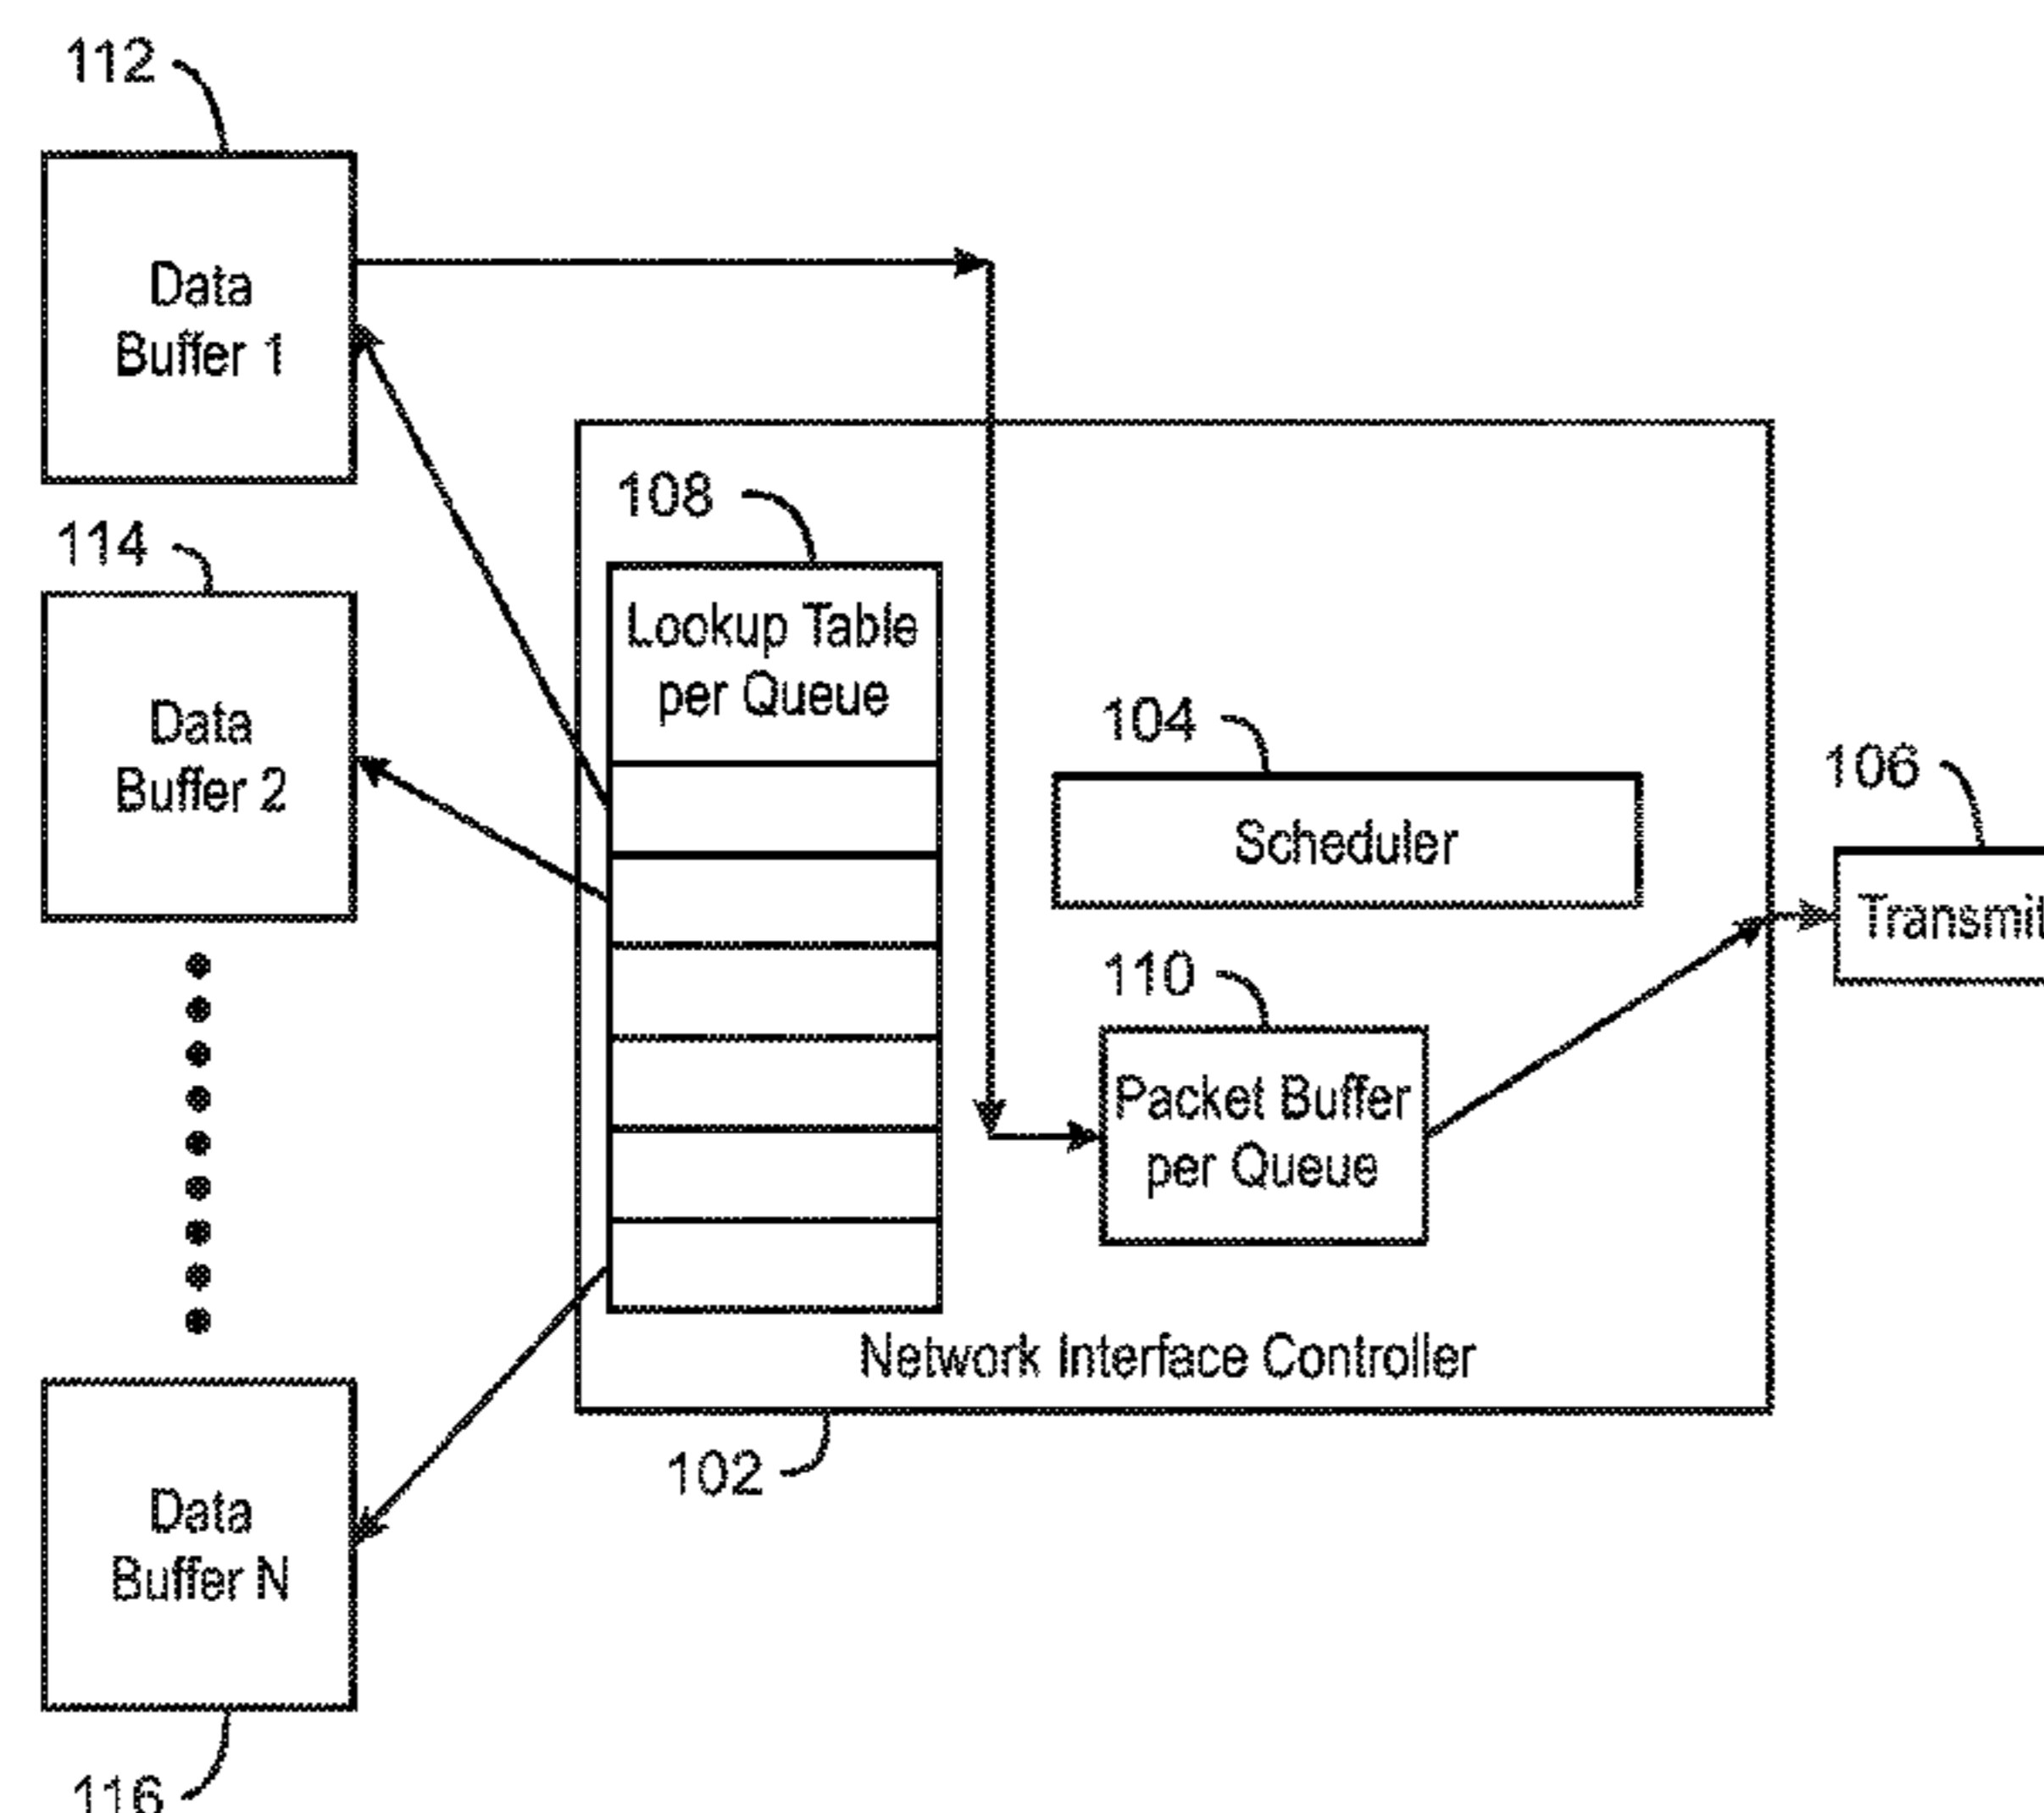 112
Data
Buffer 1
114
Data
Buffer 2
108
Lookup Table
per Queue
104
Scheduler
106
Transmit
110
Packet Buffer
per Queue
Network Interface Controller
102
Data
Buffer N
116